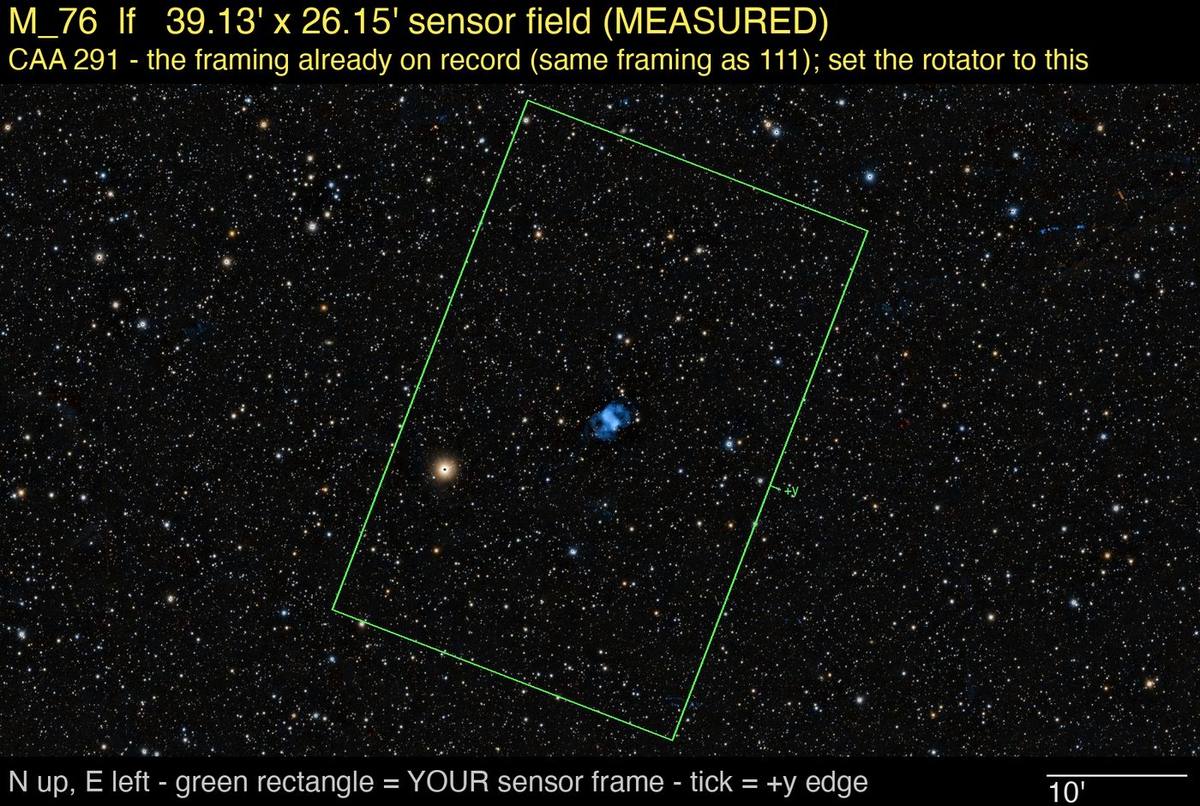 M_76 lf 39.13' x 26.15' sensor field (MEASURED)
CAA 291 - the framing already on record (same framing as 111); set the rotator to this
+y
N up, E left - green rectangle = YOUR sensor frame - tick = +y edge
10'